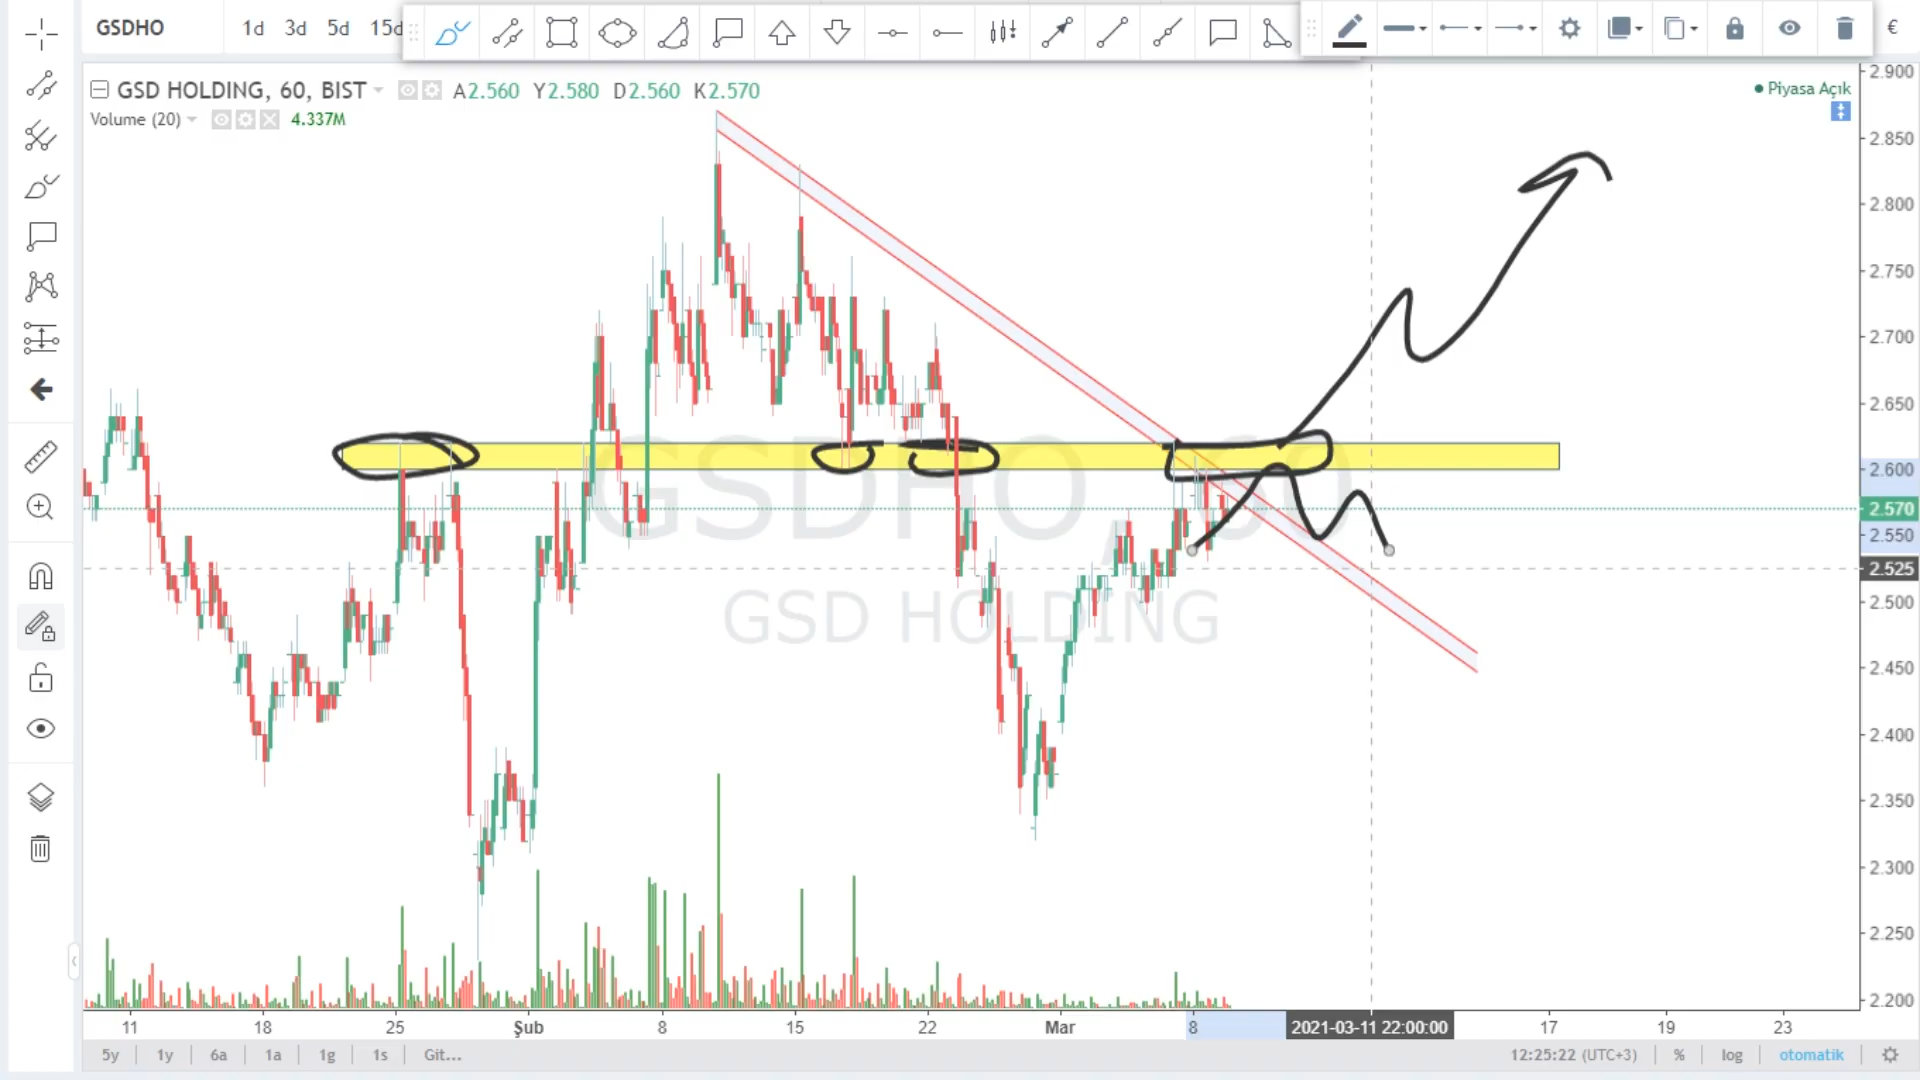 GSDHO 1d 3d 5d 15d €
GSD HOLDING, 60, BIST A2.560 Y2.580 D2.560 K2.570
Volume (20) 4.337M
Piyasa Açık
GSDHO, 60
GSD HOLDING
2.900
2.850
2.800
2.750
2.700
2.650
2.600
2.570
2.550
2.525
2.500
2.450
2.400
2.350
2.300
2.250
2.200
11 18 25 Şub 8 15 22 Mar 8 2021-03-11 22:00:00 17 19 23
5y 1y 6a 1a 1g 1s Git... 12:25:22 (UTC+3) % log otomatik